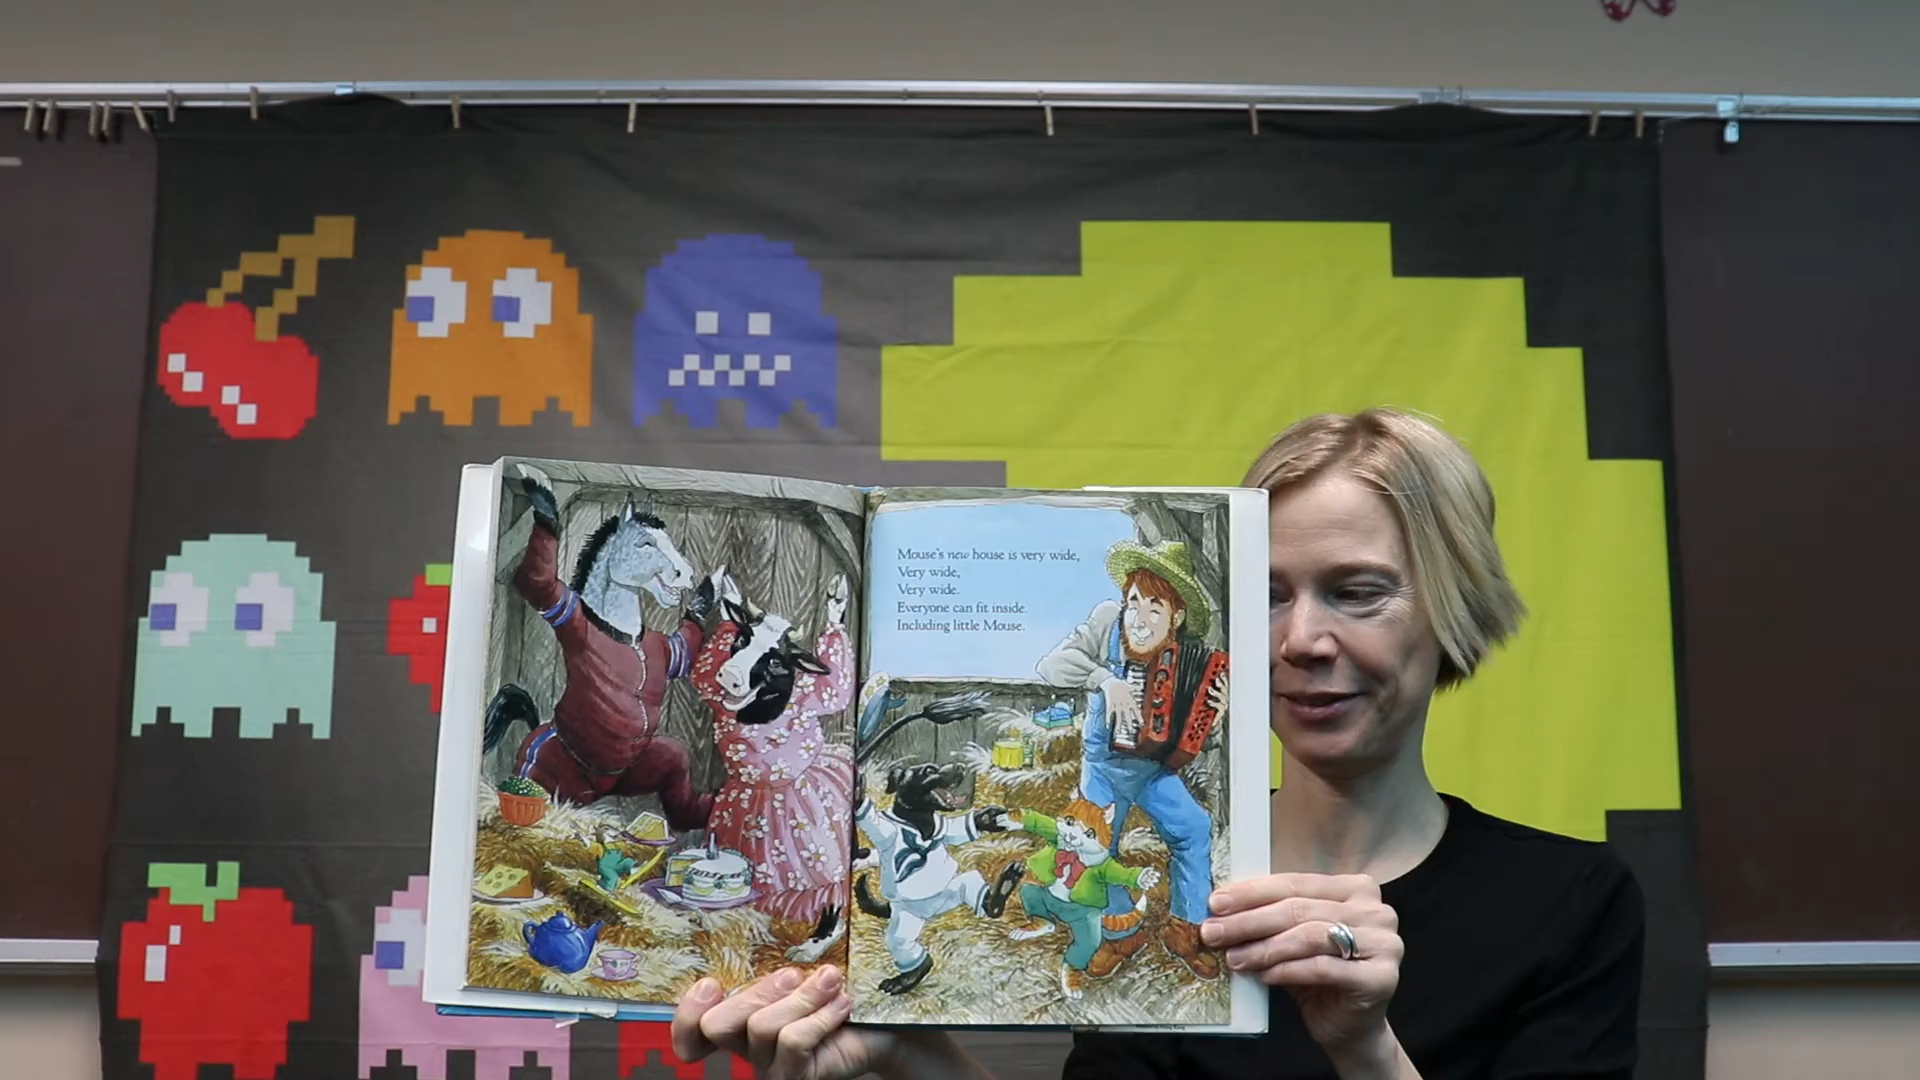 Mouse's new house is very wide,
Very wide,
Very wide.
Everyone can fit inside.
Including little Mouse.